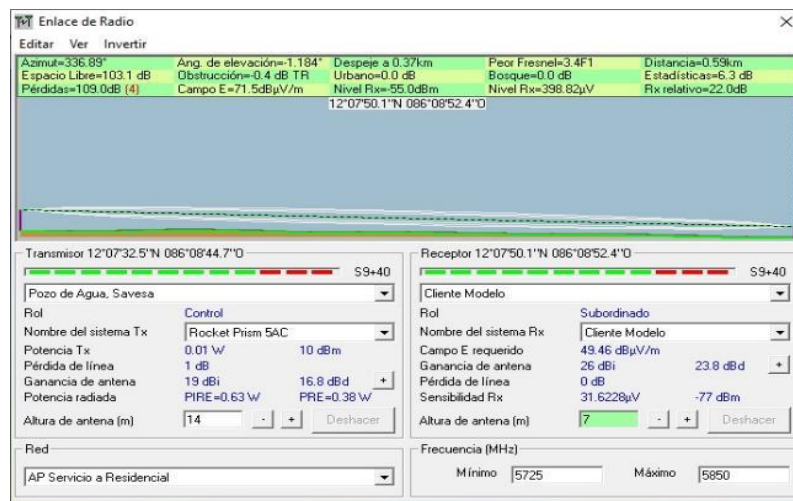 Enlace de Radio
Editar Ver Invertir
Azimut=336.89° Ang. de elevación=-1.184° Despeje a 0.37km Peor Fresnel=3.4F1 Distancia=0.59km
Espacio Libre=103.1 dB Obstrucción=-0.4 dB TR Urbano=0.0 dB Bosque=0.0 dB Estadísticas=6.3 dB
Pérdidas=109.0dB (4) Campo E=71.5dBµV/m Nivel Rx=-55.0dBm Nivel Rx=398.82µV Rx relativo=22.0dB
12°07'50.1"N 086°08'52.4"O
Transmisor 12°07'32.5"N 086°08'44.7"O
S9+40
Pozo de Agua, Savesa
Rol Control
Nombre del sistema Tx Rocket Prism 5AC
Potencia Tx 0.01 W 10 dBm
Pérdida de línea 1 dB
Ganancia de antena 19 dBi 16.8 dBd +
Potencia radiada PIRE=0.63 W PRE=0.38 W
Altura de antena (m) 14 - + Deshacer
Red
AP Servicio a Residencial
Receptor 12°07'50.1"N 086°08'52.4"O
S9+40
Cliente Modelo
Rol Subordinado
Nombre del sistema Rx Cliente Modelo
Campo E requerido 49.46 dBµV/m
Ganancia de antena 26 dBi 23.8 dBd +
Pérdida de línea 0 dB
Sensibilidad Rx 31.6228µV -77 dBm
Altura de antena (m) 7 - + Deshacer
Frecuencia (MHz)
Mínimo 5725 Máximo 5850